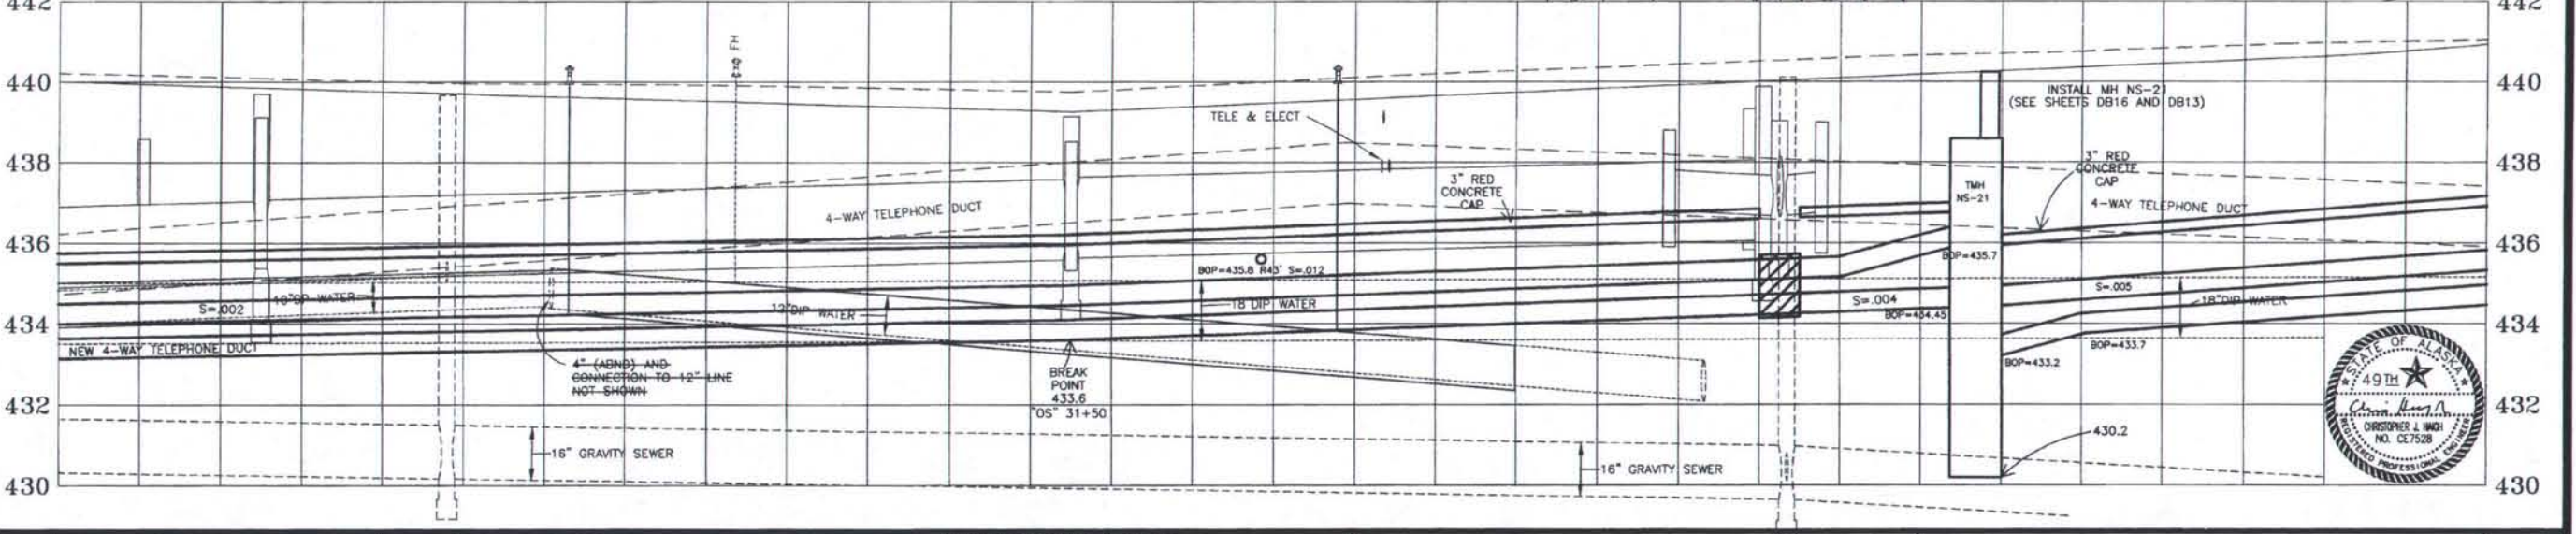 442
442
440
440
438
438
436
436
434
434
432
432
430
430
FH
TELE & ELECT
INSTALL MH NS-21
(SEE SHEETS DB16 AND DB13)
3" RED
CONCRETE
CAP
3" RED
CONCRETE
CAP
TMH
NS-21
4-WAY TELEPHONE DUCT
4-WAY TELEPHONE DUCT
BOP=435.8 R43' S=.012
BOP=435.7
S=.002
WATER
12"DIP WATER
18 DIP WATER
S=.004
BOP=434.45
S=.005
18"DIP WATER
NEW 4-WAY TELEPHONE DUCT
4" (ABND) AND
CONNECTION TO 12" LINE
NOT SHOWN
BREAK
POINT
433.6
"OS" 31+50
BOP=433.7
BOP=433.2
16" GRAVITY SEWER
16" GRAVITY SEWER
430.2
STATE OF ALASKA
49TH
CHRISTOPHER J. HAIGH
NO. CE7528
REGISTERED PROFESSIONAL ENGINEER